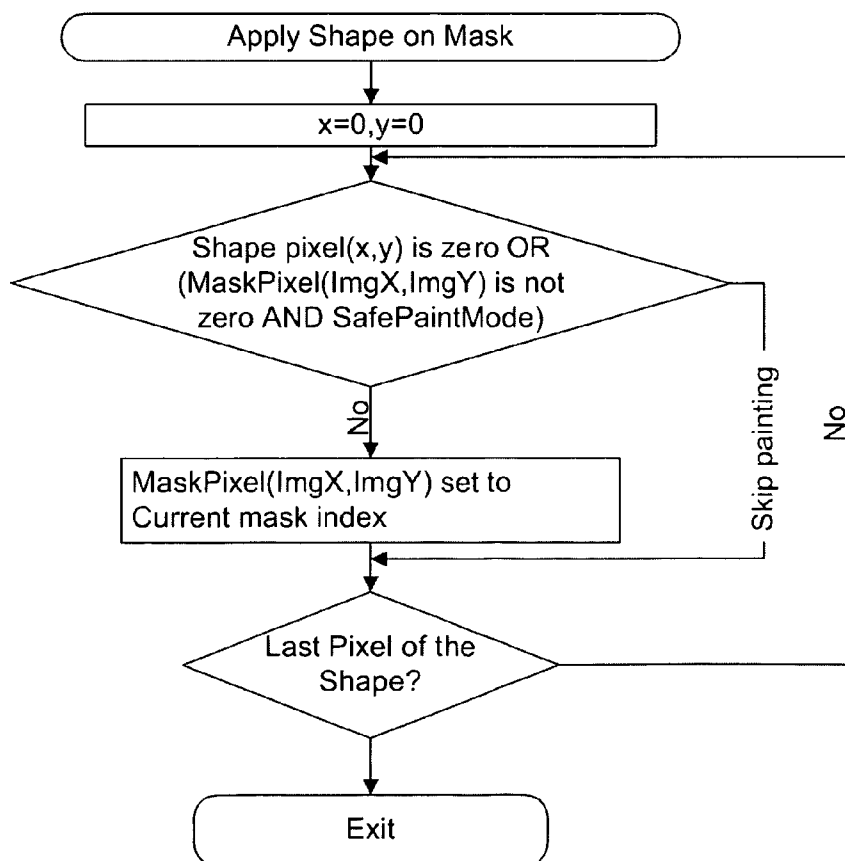 Apply Shape on Mask
x=0,y=0
Shape pixel(x,y) is zero OR
(MaskPixel(ImgX,ImgY) is not
zero AND SafePaintMode)
No
MaskPixel(ImgX,ImgY) set to
Current mask index
Skip painting
No
Last Pixel of the
Shape?
Exit